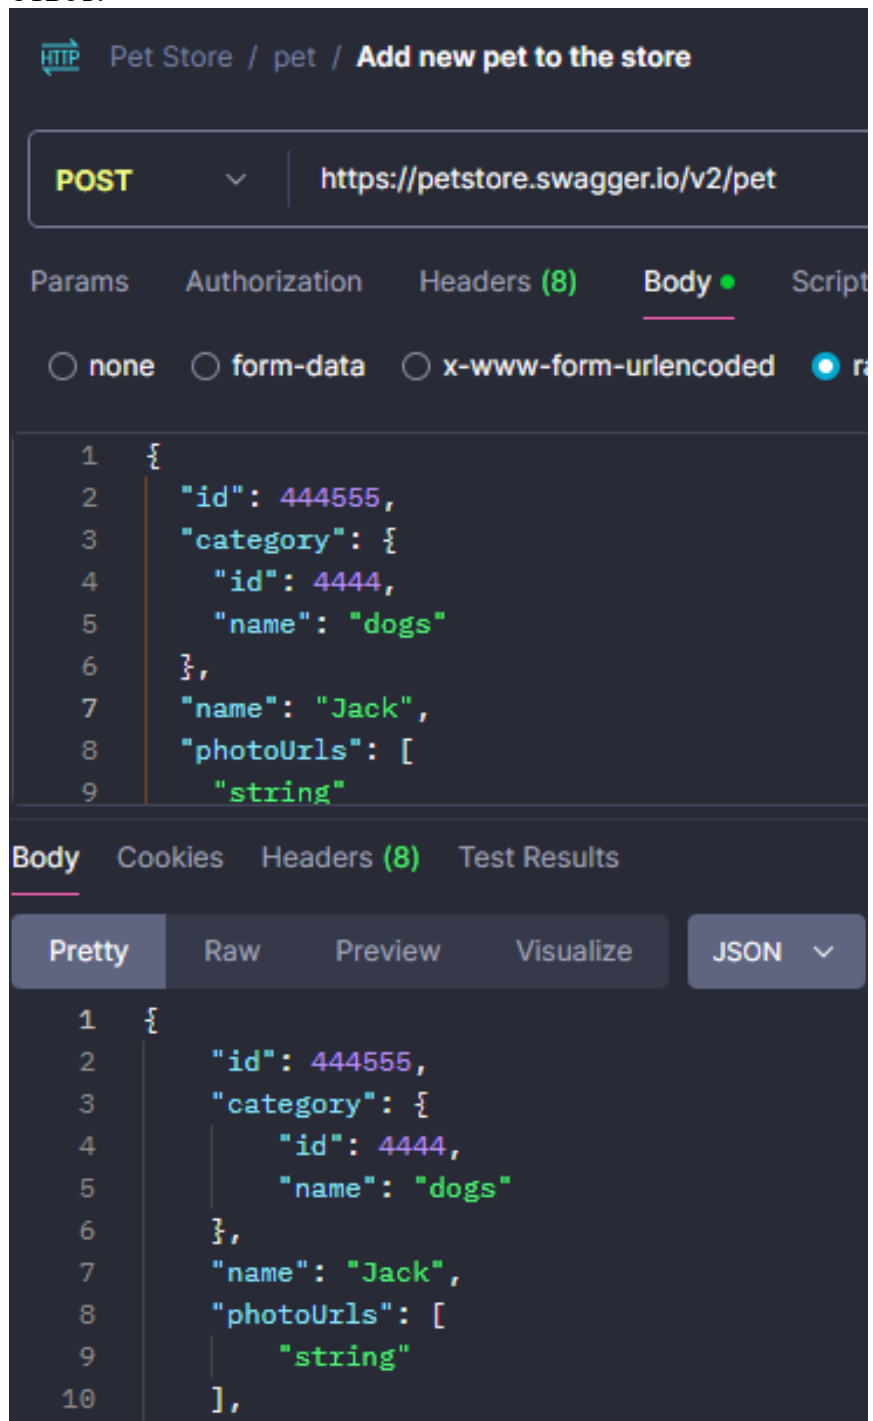 HTTP Pet Store / pet / Add new pet to the store
POST https://petstore.swagger.io/v2/pet
Params Authorization Headers (8) Body Script
none form-data x-www-form-urlencoded
1 {
2 "id": 444555,
3 "category": {
4 "id": 4444,
5 "name": "dogs"
6 },
7 "name": "Jack",
8 "photoUrls": [
9 "string"
Body Cookies Headers (8) Test Results
Pretty Raw Preview Visualize JSON
1 {
2 "id": 444555,
3 "category": {
4 "id": 4444,
5 "name": "dogs"
6 },
7 "name": "Jack",
8 "photoUrls": [
9 "string"
10 ],